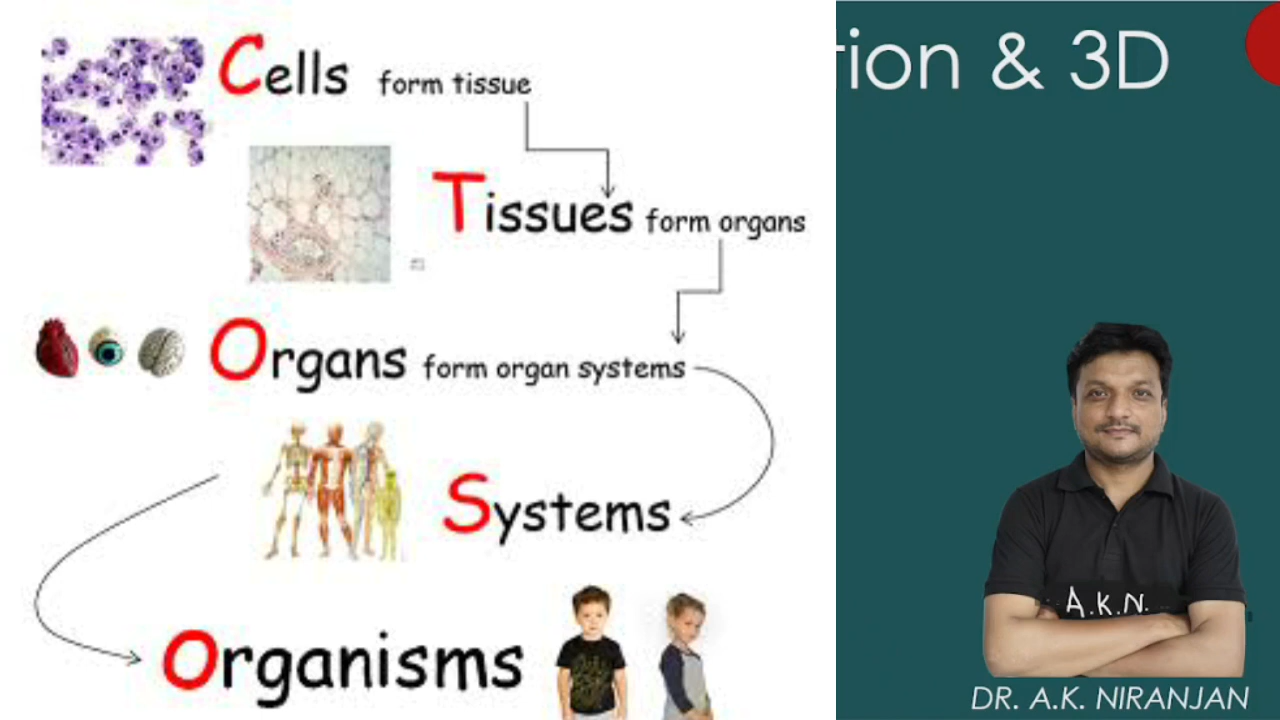 Cells form tissue
Tissues form organs
Organs form organ systems
Systems
Organisms
tion & 3D
A.K.N.
DR. A.K. NIRANJAN